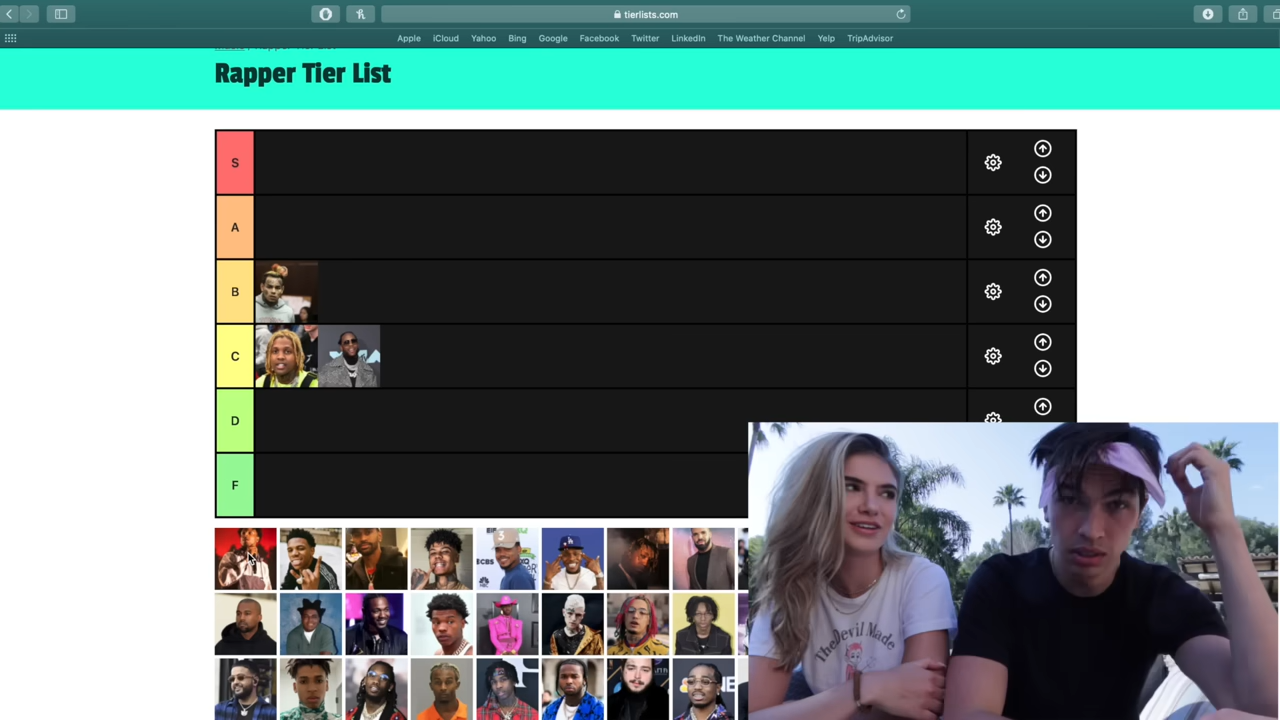 tierlists.com
Apple iCloud Yahoo Bing Google Facebook Twitter LinkedIn The Weather Channel Yelp TripAdvisor
Rapper Tier List
S
A
B
C
D
F
The Devil Made